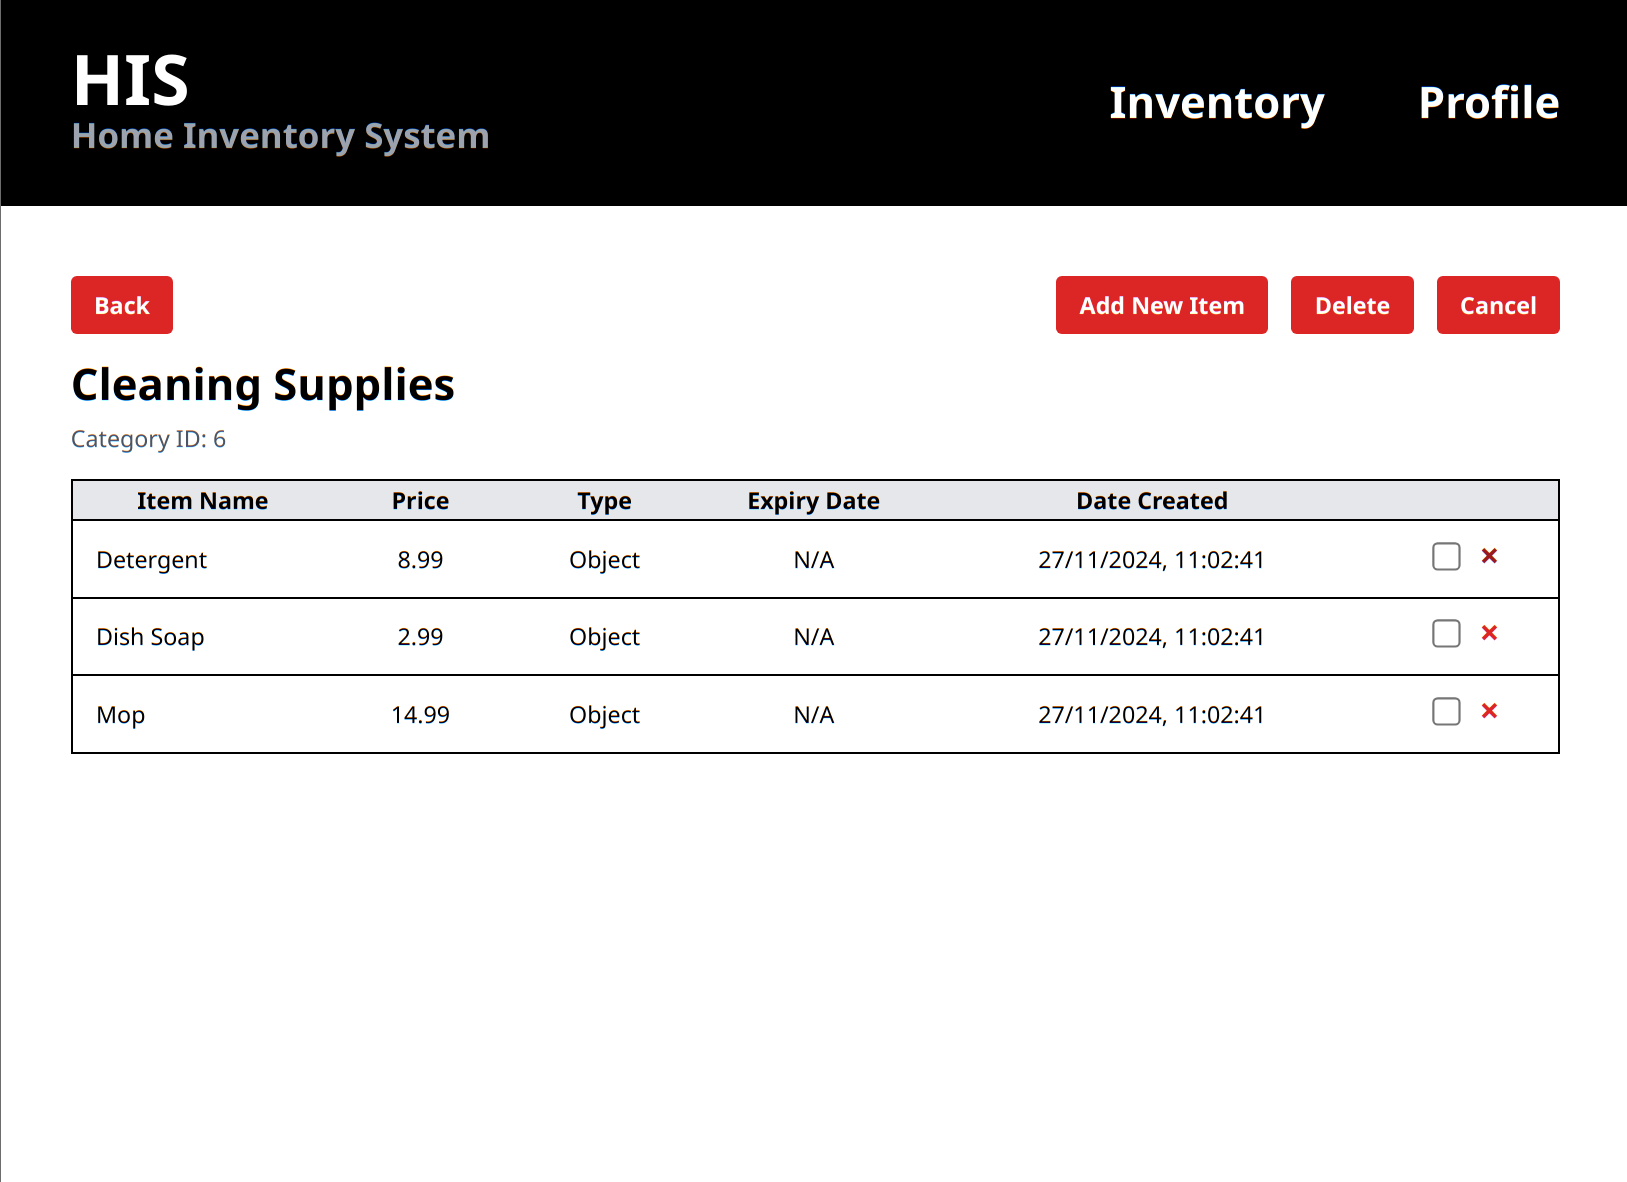 HIS
Home Inventory System
Inventory Profile
Back Add New Item Delete Cancel
Cleaning Supplies
Category ID: 6
Item Name Price Type Expiry Date Date Created
Detergent 8.99 Object N/A 27/11/2024, 11:02:41
Dish Soap 2.99 Object N/A 27/11/2024, 11:02:41
Mop 14.99 Object N/A 27/11/2024, 11:02:41